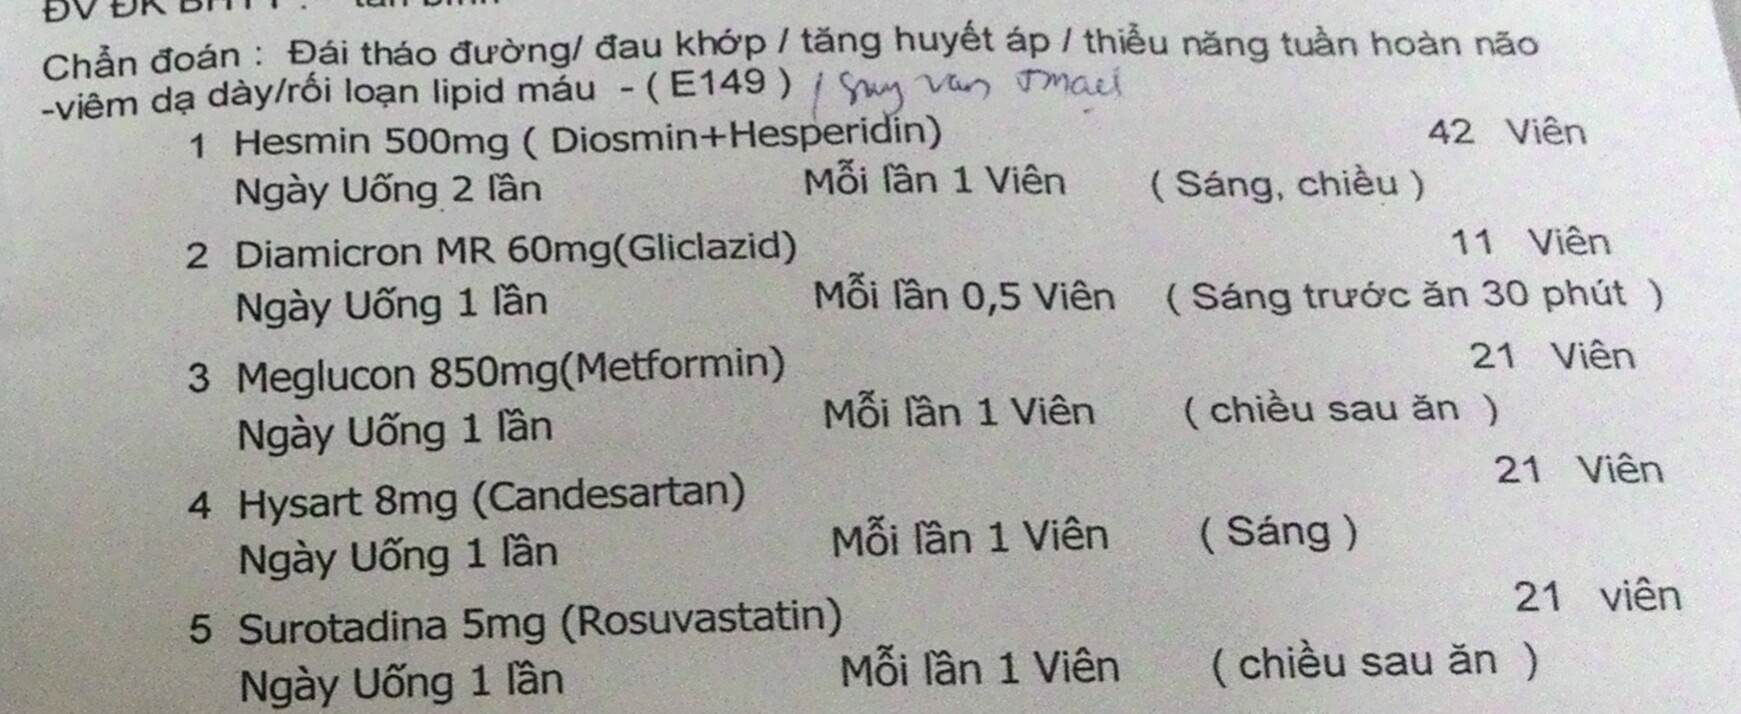 Chẩn đoán : Đái tháo đường/ đau khớp / tăng huyết áp / thiểu năng tuần hoàn não
-viêm dạ dày/rối loạn lipid máu - ( E149 ) / Suy van
1 Hesmin 500mg ( Diosmin+Hesperidin) 42 Viên
Ngày Uống 2 lần Mỗi lần 1 Viên ( Sáng, chiều )
2 Diamicron MR 60mg(Gliclazid) 11 Viên
Ngày Uống 1 lần Mỗi lần 0,5 Viên ( Sáng trước ăn 30 phút )
3 Meglucon 850mg(Metformin) 21 Viên
Ngày Uống 1 lần Mỗi lần 1 Viên ( chiều sau ăn )
4 Hysart 8mg (Candesartan) 21 Viên
Ngày Uống 1 lần Mỗi lần 1 Viên ( Sáng )
5 Surotadina 5mg (Rosuvastatin) 21 viên
Ngày Uống 1 lần Mỗi lần 1 Viên ( chiều sau ăn )